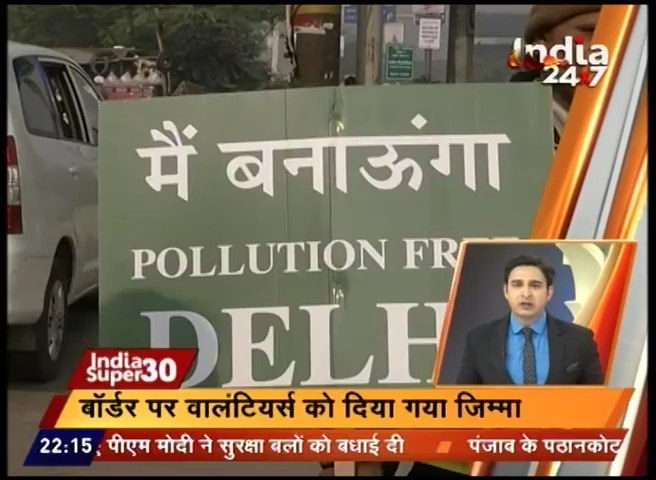 India
24x7
मैं बनाऊंगा
POLLUTION FRE
DELH
India
Super30
बॉर्डर पर वालंटियर्स को दिया गया जिम्मा
22:15 पीएम मोदी ने सुरक्षा बलों को बधाई दी पंजाब के पठानकोट